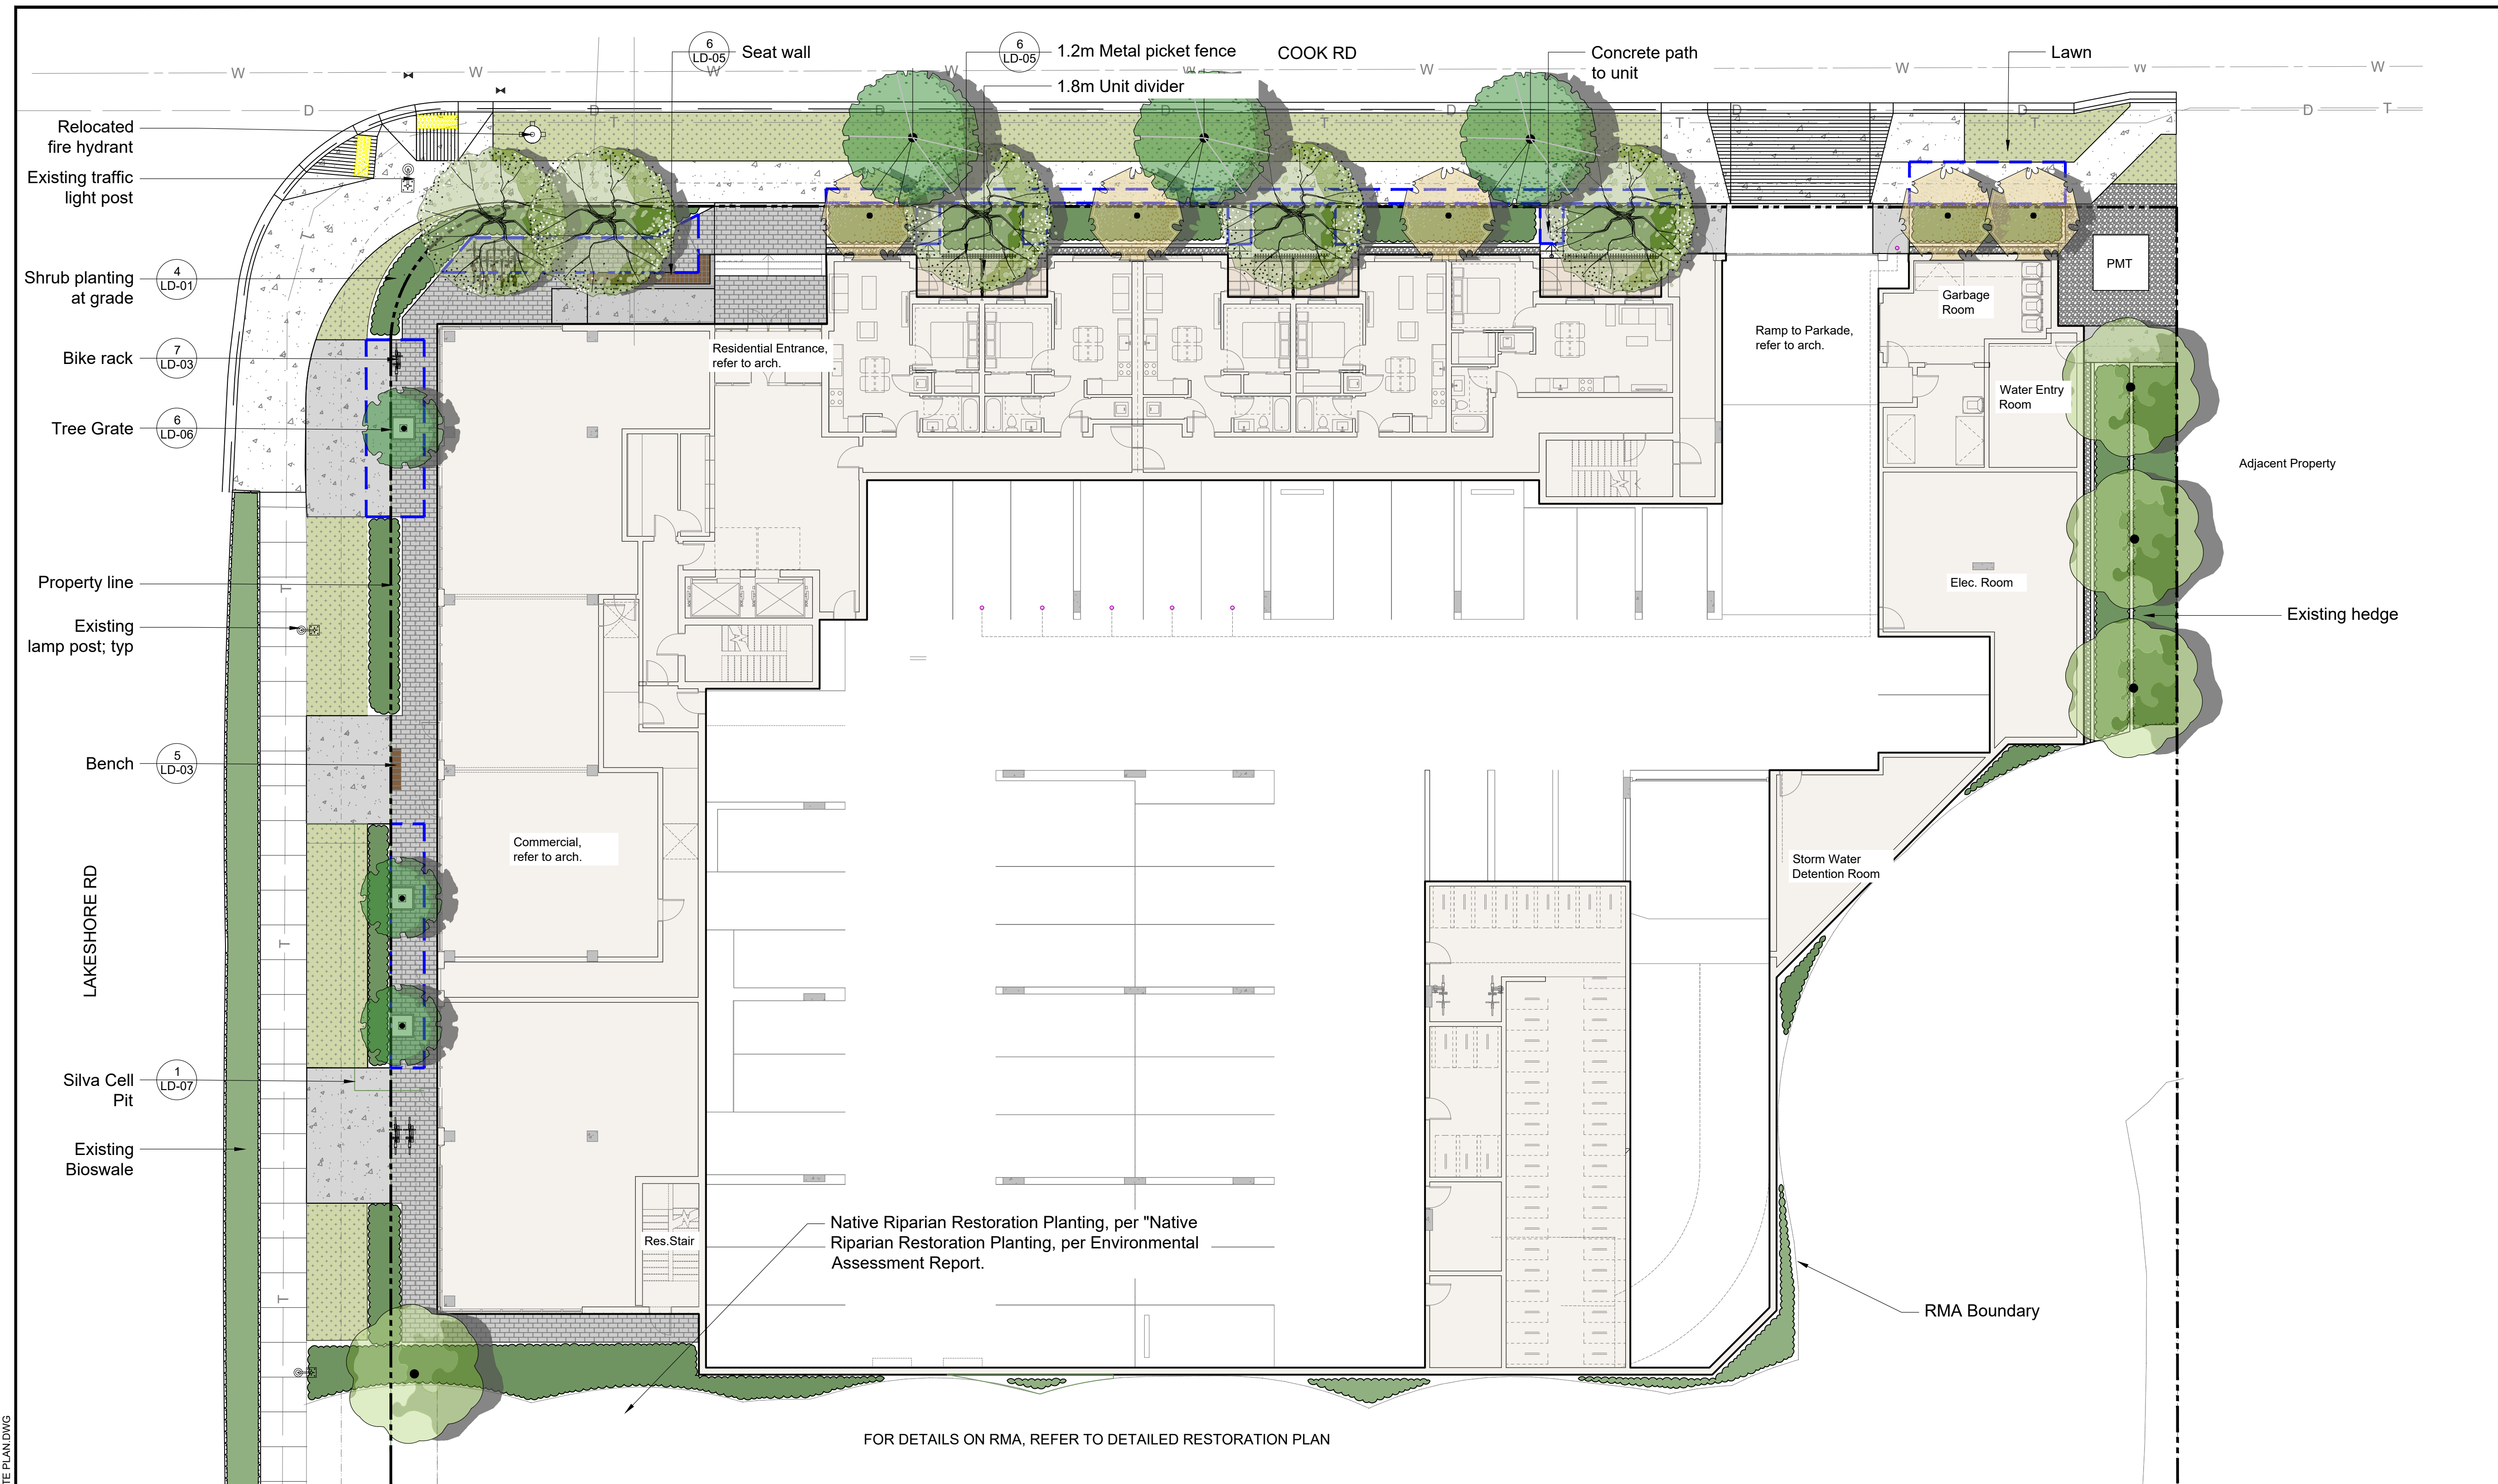 6
LD-05
Seat wall
6
LD-05
1.2m Metal picket fence
COOK RD
1.8m Unit divider
Concrete path
to unit
Lawn
W W W W W W W W W
D D D D D D D D T
T T T T T
Relocated
fire hydrant
Existing traffic
light post
T
Shrub planting
at grade
4
LD-01
Bike rack
7
LD-03
Tree Grate
6
LD-06
Property line
Existing
lamp post; typ
Bench
5
LD-03
LAKESHORE RD
Silva Cell
Pit
1
LD-07
Existing
Bioswale
T
T
T
T
Residential Entrance,
refer to arch.
Ramp to Parkade,
refer to arch.
Garbage
Room
PMT
Water Entry
Room
Adjacent Property
Elec. Room
Existing hedge
Commercial,
refer to arch.
Storm Water
Detention Room
Res.Stair
Native Riparian Restoration Planting, per "Native
Riparian Restoration Planting, per Environmental
Assessment Report.
RMA Boundary
FOR DETAILS ON RMA, REFER TO DETAILED RESTORATION PLAN
TE PLAN.DWG